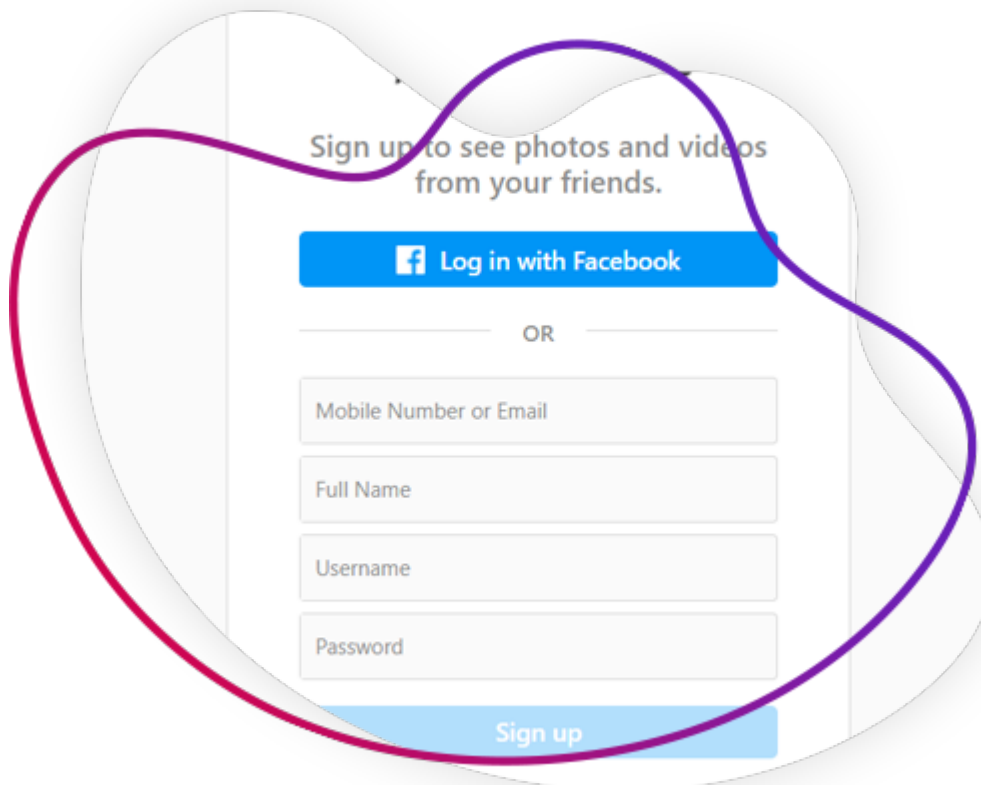 Sign up to see photos and videos
from your friends.
Log in with Facebook
OR
Mobile Number or Email
Full Name
Username
Password
Sign up